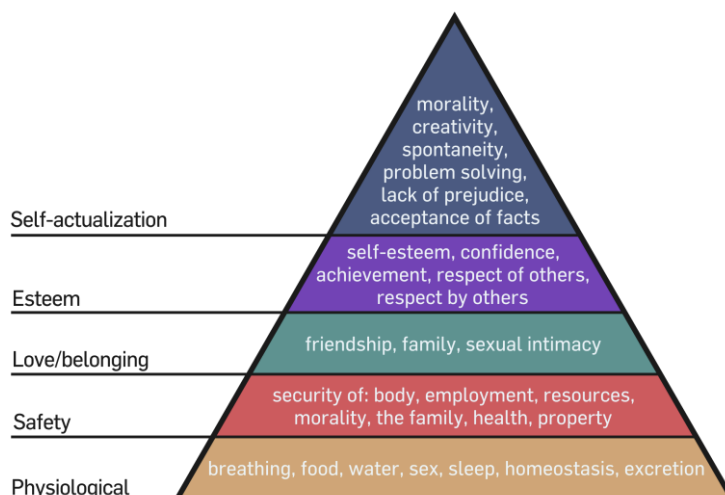 morality,
creativity,
spontaneity,
problem solving,
lack of prejudice,
acceptance of facts
Self-actualization
self-esteem, confidence,
achievement, respect of others,
respect by others
Esteem
friendship, family, sexual intimacy
Love/belonging
security of: body, employment, resources,
morality, the family, health, property
Safety
breathing, food, water, sex, sleep, homeostasis, excretion
Physiological